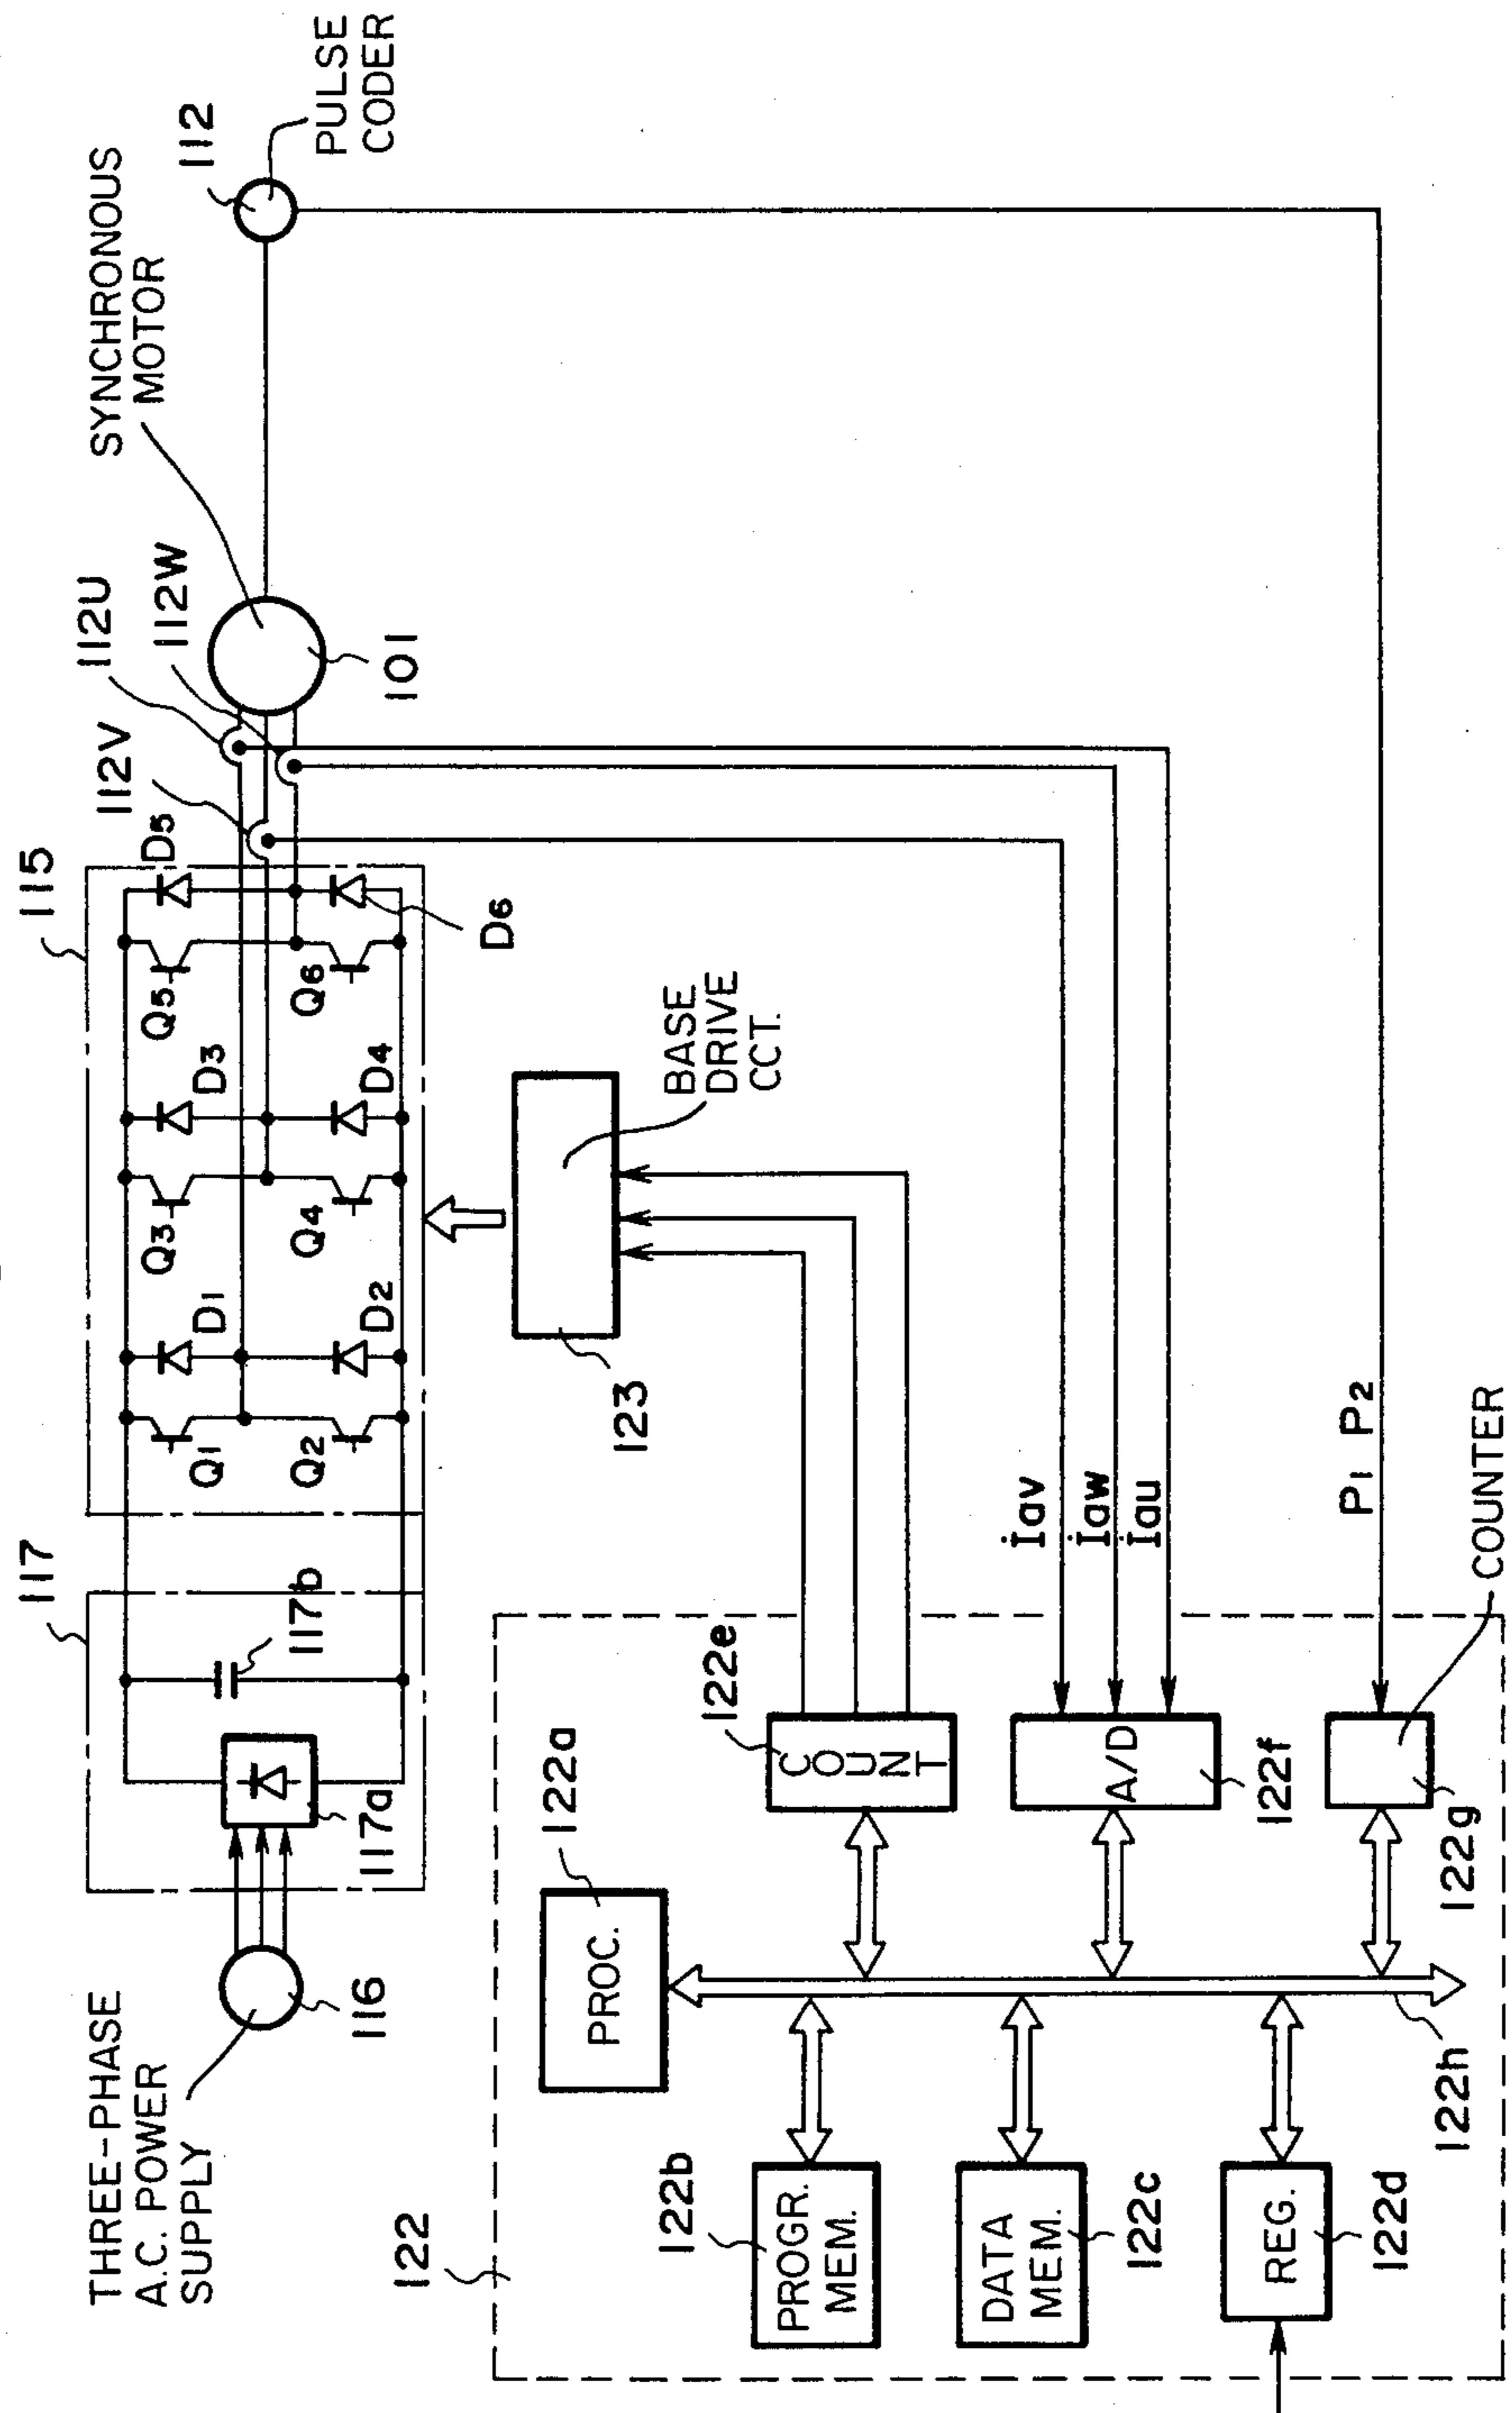 THREE-PHASE
A.C. POWER
SUPPLY
116
117
117a
117b
115
Q1
D1
Q2
D2
Q3
D3
Q4
D4
Q5
D5
Q6
D6
112V
112U
112W
SYNCHRONOUS
MOTOR
101
112
PULSE
CODER
123
BASE
DRIVE
CCT.
122
PROC.
122a
PROGR.
MEM.
122b
DATA
MEM.
122c
REG.
122d
COUNT
122e
A/D
122f
122g
COUNTER
122h
iav
iaw
iau
P1 P2